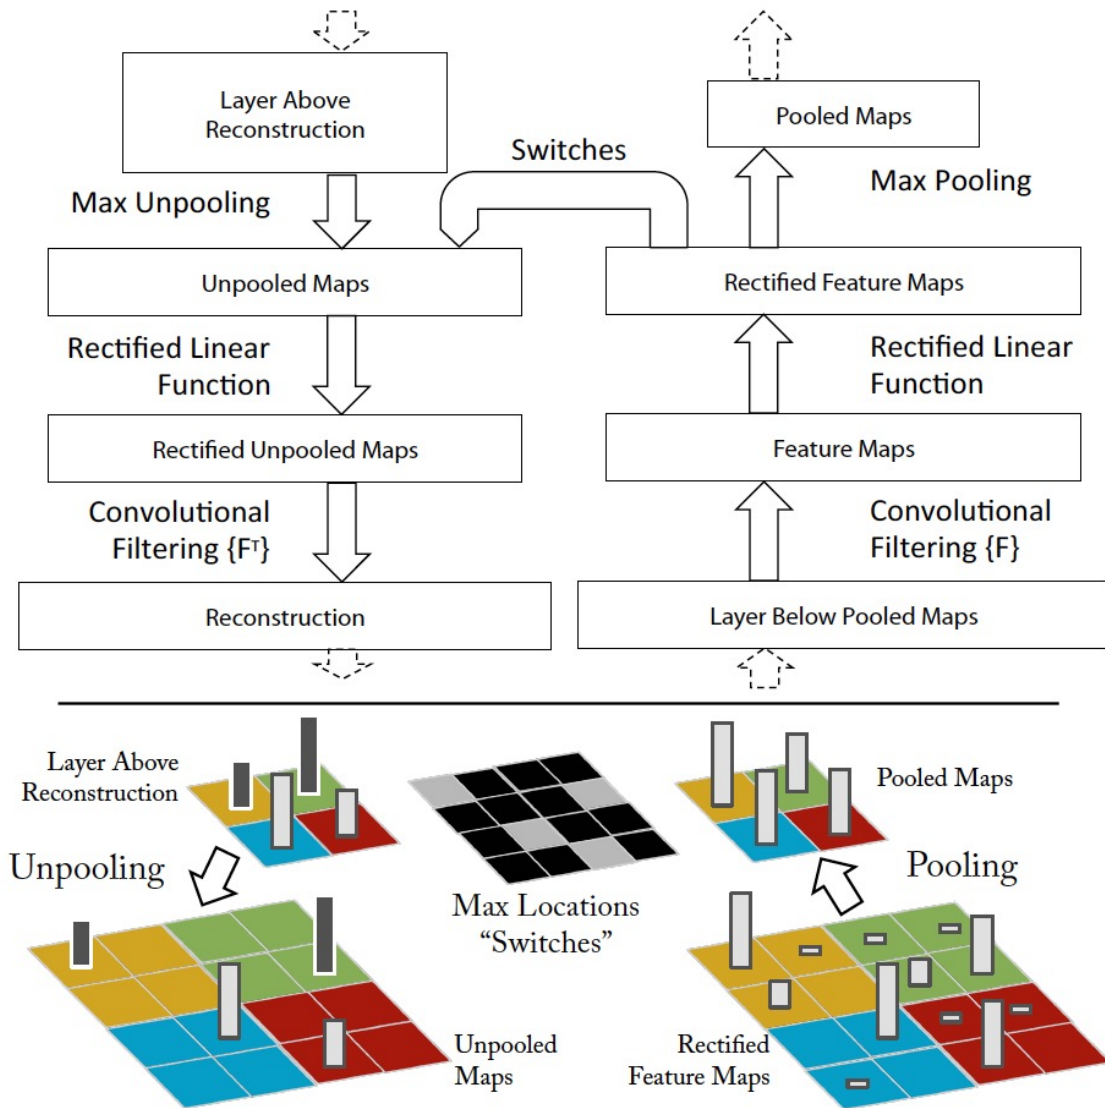 Layer Above
Reconstruction
Pooled Maps
Switches
Max Unpooling
Max Pooling
Unpooled Maps
Rectified Feature Maps
Rectified Linear
Function
Rectified Linear
Function
Rectified Unpooled Maps
Feature Maps
Convolutional
Filtering {Fᵀ}
Convolutional
Filtering {F}
Reconstruction
Layer Below Pooled Maps
Layer Above
Reconstruction
Pooled Maps
Unpooling
Pooling
Max Locations
“Switches”
Unpooled
Maps
Rectified
Feature Maps